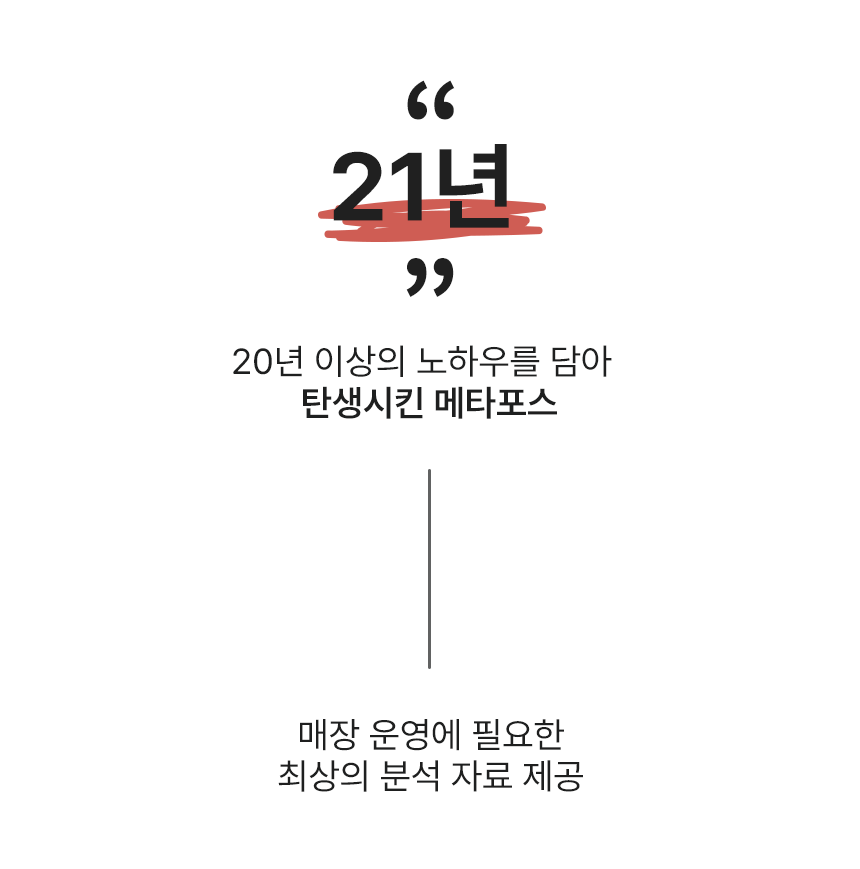 “
21년
”
20년 이상의 노하우를 담아
탄생시킨 메타포스
매장 운영에 필요한
최상의 분석 자료 제공